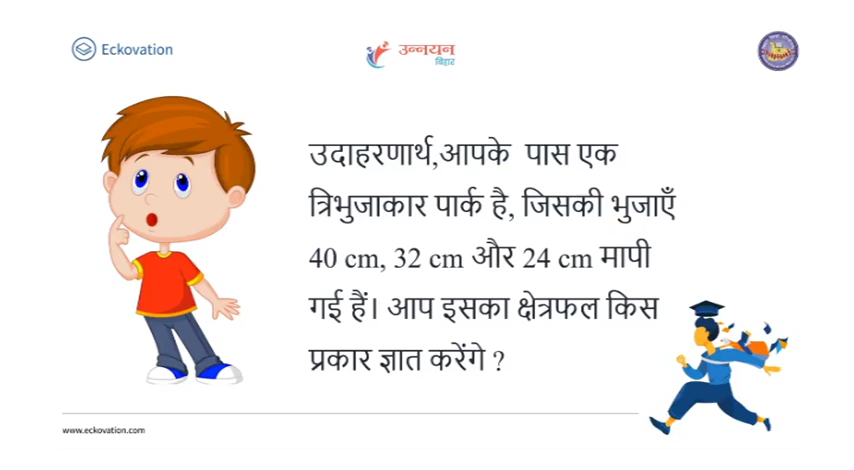 Eckovation
उन्नयन
बिहार
उदाहरणार्थ,आपके पास एक
त्रिभुजाकार पार्क है, जिसकी भुजाएँ
40 cm, 32 cm और 24 cm मापी
गई हैं। आप इसका क्षेत्रफल किस
प्रकार ज्ञात करेंगे ?
www.eckovation.com